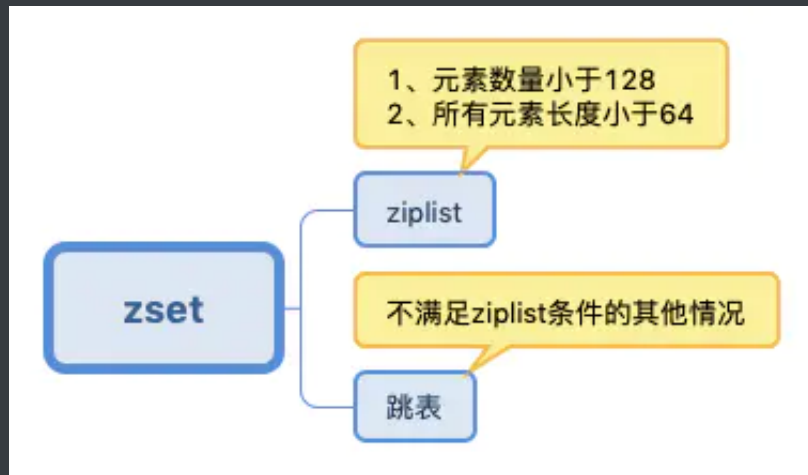 1、元素数量小于128
2、所有元素长度小于64
ziplist
zset
不满足ziplist条件的其他情况
跳表